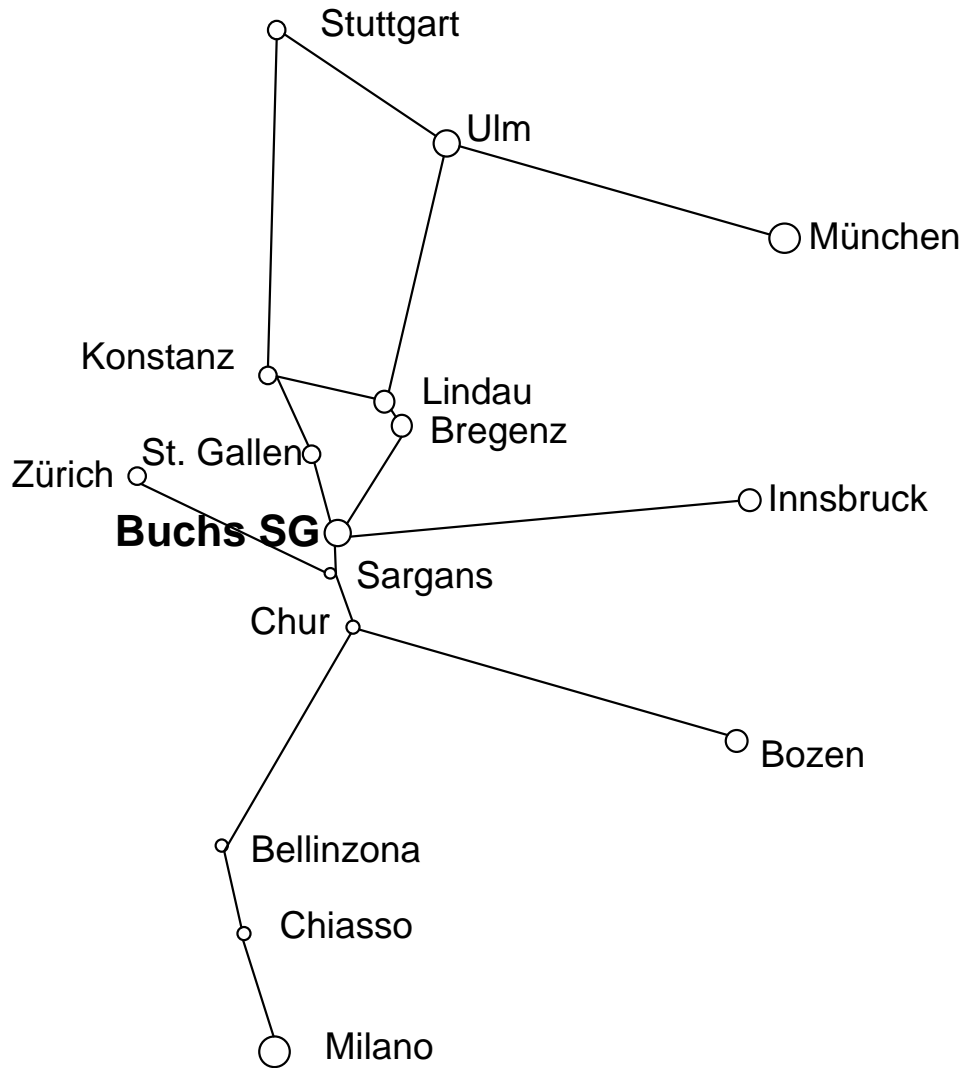 Stuttgart
Ulm
München
Konstanz
Lindau
Bregenz
St. Gallen
Zürich
Innsbruck
Buchs SG
Sargans
Chur
Bozen
Bellinzona
Chiasso
Milano